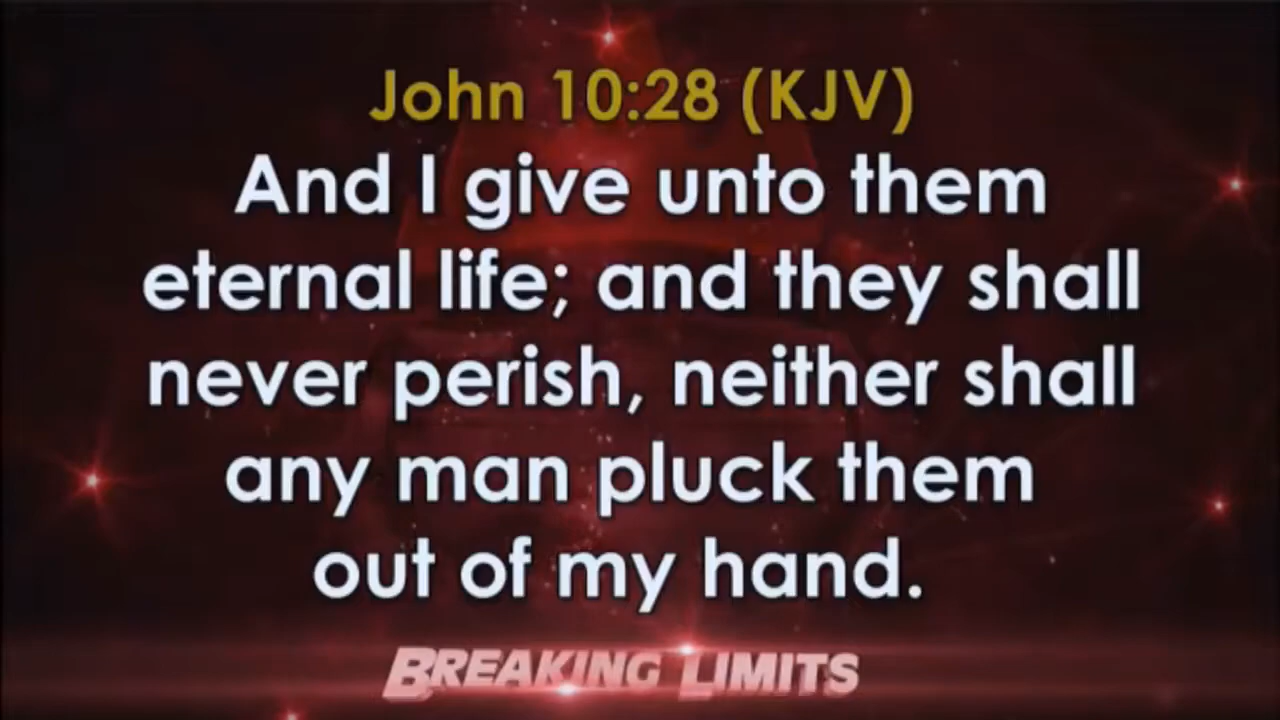 John 10:28 (KJV)
And I give unto them
eternal life; and they shall
never perish, neither shall
any man pluck them
out of my hand.
BREAKING LIMITS